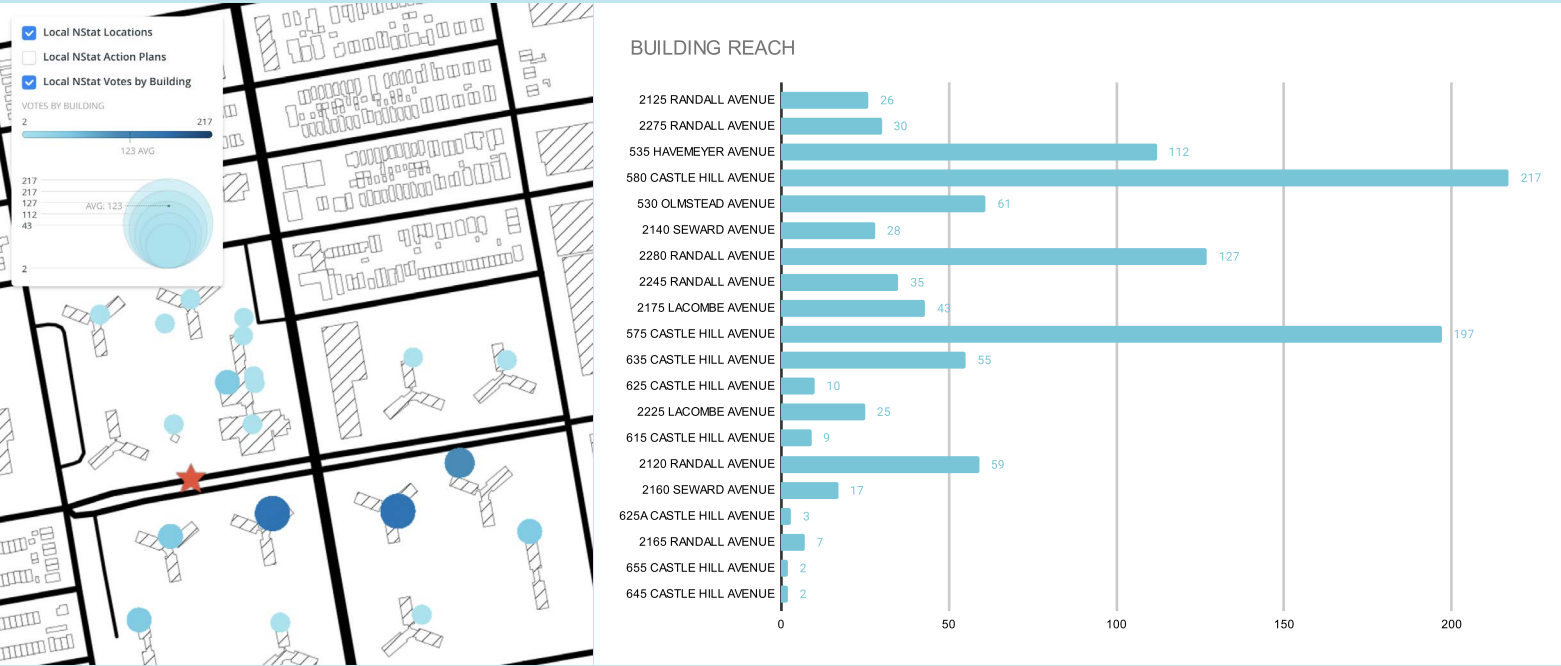 Local NStat Locations
Local NStat Action Plans
Local NStat Votes by Building
VOTES BY BUILDING
2 217
123 AVG
217
217
127
112
43
2
AVG: 123
BUILDING REACH
2125 RANDALL AVENUE 26
2275 RANDALL AVENUE 30
535 HAVEMEYER AVENUE 112
580 CASTLE HILL AVENUE 217
530 OLMSTEAD AVENUE 61
2140 SEWARD AVENUE 28
2280 RANDALL AVENUE 127
2245 RANDALL AVENUE 35
2175 LACOMBE AVENUE 43
575 CASTLE HILL AVENUE 197
635 CASTLE HILL AVENUE 55
625 CASTLE HILL AVENUE 10
2225 LACOMBE AVENUE 25
615 CASTLE HILL AVENUE 9
2120 RANDALL AVENUE 59
2160 SEWARD AVENUE 17
625A CASTLE HILL AVENUE 3
2165 RANDALL AVENUE 7
655 CASTLE HILL AVENUE 2
645 CASTLE HILL AVENUE 2
0 50 100 150 200